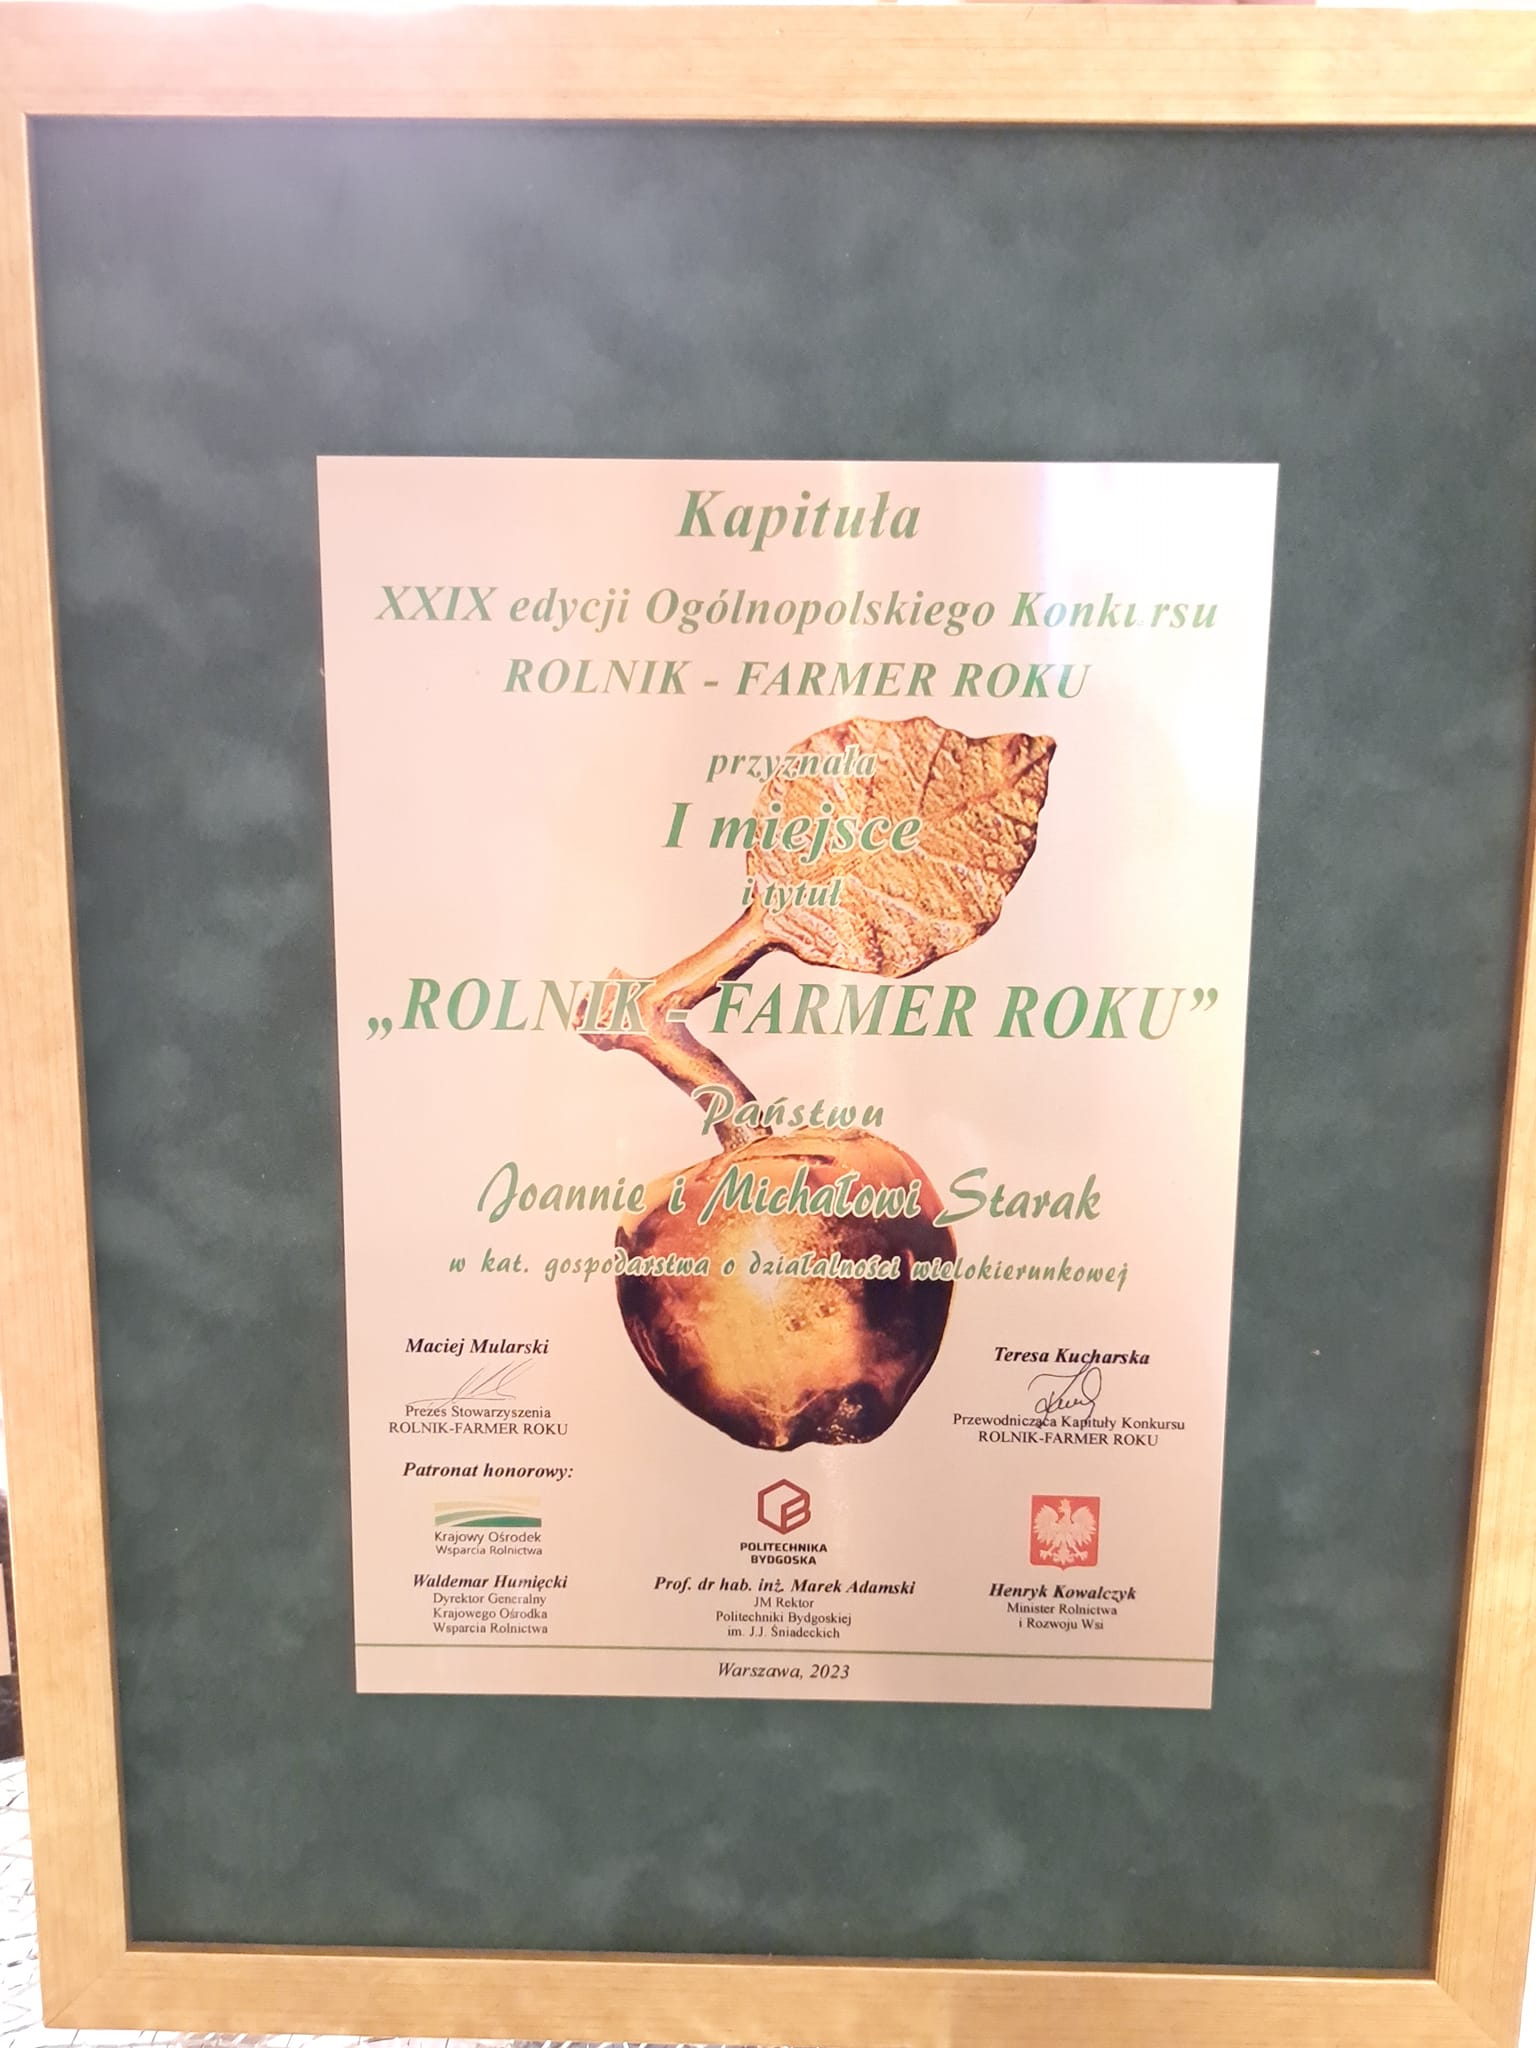 Kapituła
XXIX edycji Ogólnopolskiego Konkursu
ROLNIK - FARMER ROKU
przyznała
I miejsce
i tytuł
„ROLNIK - FARMER ROKU”
Państwu
Joannie i Michałowi Starak
w kat. gospodarstwa o działalności wielokierunkowej
Maciej Mularski
Prezes Stowarzyszenia
ROLNIK-FARMER ROKU
Teresa Kucharska
Przewodnicząca Kapituły Konkursu
ROLNIK-FARMER ROKU
Patronat honorowy:
Krajowy Ośrodek
Wsparcia Rolnictwa
Waldemar Humięcki
Dyrektor Generalny
Krajowego Ośrodka
Wsparcia Rolnictwa
POLITECHNIKA
BYDGOSKA
Prof. dr hab. inż. Marek Adamski
JM Rektor
Politechniki Bydgoskiej
im. J.J. Śniadeckich
Henryk Kowalczyk
Minister Rolnictwa
i Rozwoju Wsi
Warszawa, 2023